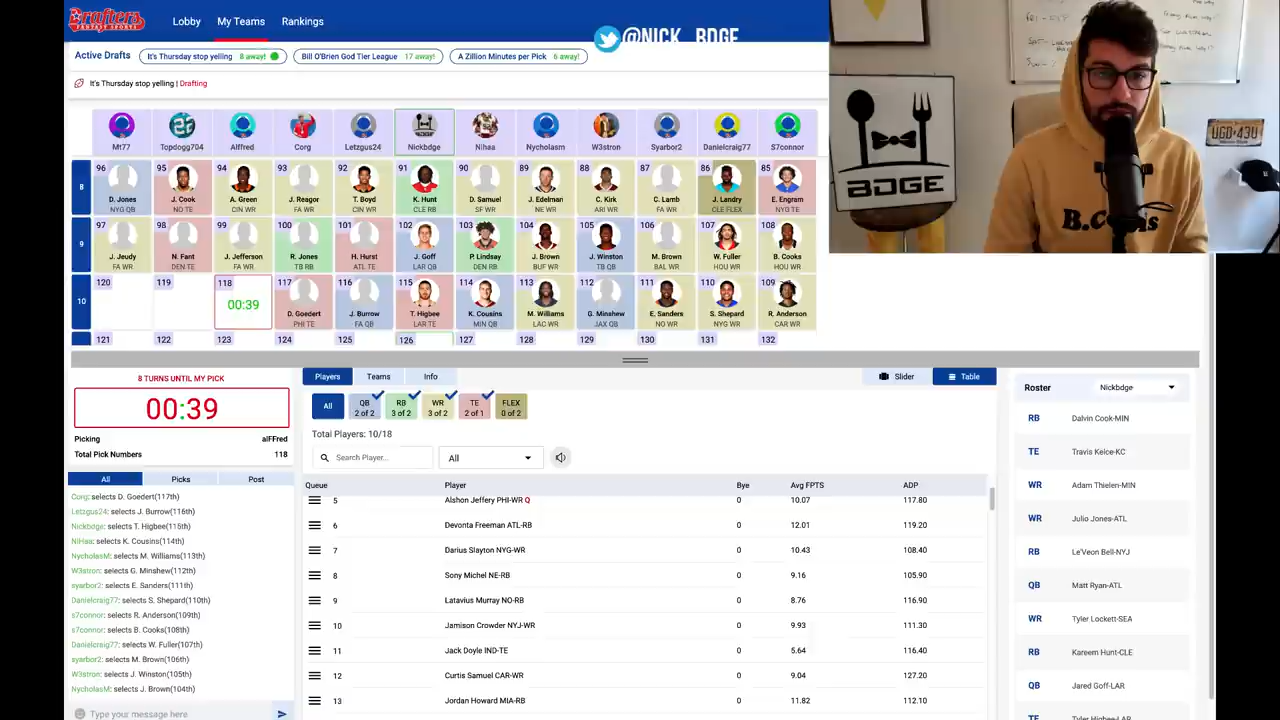 Drafters
FANTASY SPORTS
Lobby
My Teams
Rankings
@NICK_BDGE
Active Drafts
It's Thursday stop yelling 8 away!
Bill O'Brien God Tier League 17 away!
A Zillion Minutes per Pick 6 away!
It's Thursday stop yelling | Drafting
Mt77
Topdogg704
Alffred
Corg
Letzgus24
Nickbdge
Nihaa
Nycholasm
W3stron
Syarbor2
Danielcraig77
S7connor
8
96
D. Jones
NYG QB
95
J. Cook
NO TE
94
A. Green
CIN WR
93
J. Reagor
FA WR
92
T. Boyd
CIN WR
91
K. Hunt
CLE RB
90
D. Samuel
SF WR
89
J. Edelman
NE WR
88
C. Kirk
ARI WR
87
C. Lamb
FA WR
86
J. Landry
CLE FLEX
85
E. Engram
NYG TE
9
97
J. Jeudy
FA WR
98
N. Fant
DEN TE
99
J. Jefferson
FA WR
100
R. Jones
TB RB
101
H. Hurst
ATL TE
102
J. Goff
LAR QB
103
P. Lindsay
DEN RB
104
J. Brown
BUF WR
105
J. Winston
TB QB
106
M. Brown
BAL WR
107
W. Fuller
HOU WR
108
B. Cooks
HOU WR
10
120
119
118
00:39
117
D. Goedert
PHI TE
116
J. Burrow
FA QB
115
T. Higbee
LAR TE
114
K. Cousins
MIN QB
113
M. Williams
LAC WR
112
G. Minshew
JAX QB
111
E. Sanders
NO WR
110
S. Shepard
NYG WR
109
R. Anderson
CAR WR
121
122
123
124
125
126
127
128
129
130
131
132
BDGE
UGD 43U
8 TURNS UNTIL MY PICK
00:39
Picking alFFred
Total Pick Numbers 118
All
Picks
Post
Corg: selects D. Goedert(117th)
Letzgus24: selects J. Burrow(116th)
Nickbdge: selects T. Higbee(115th)
NiHaa: selects K. Cousins(114th)
NycholasM: selects M. Williams(113th)
W3stron: selects G. Minshew(112th)
syarbor2: selects E. Sanders(111th)
Danielcraig77: selects S. Shepard(110th)
s7connor: selects R. Anderson(109th)
s7connor: selects B. Cooks(108th)
Danielcraig77: selects W. Fuller(107th)
syarbor2: selects M. Brown(106th)
W3stron: selects J. Winston(105th)
NycholasM: selects J. Brown(104th)
Type your message here
Players
Teams
Info
Slider
Table
All
QB
2 of 2
RB
3 of 2
WR
3 of 2
TE
2 of 1
FLEX
0 of 2
Total Players: 10/18
Search Player...
All
Queue Player Bye Avg FPTS ADP
5 Alshon Jeffery PHI-WR Q 0 10.07 117.80
6 Devonta Freeman ATL-RB 0 12.01 119.20
7 Darius Slayton NYG-WR 0 10.43 108.40
8 Sony Michel NE-RB 0 9.16 105.90
9 Latavius Murray NO-RB 0 8.76 116.90
10 Jamison Crowder NYJ-WR 0 9.93 111.30
11 Jack Doyle IND-TE 0 5.64 116.40
12 Curtis Samuel CAR-WR 0 9.04 127.20
13 Jordan Howard MIA-RB 0 11.82 112.10
Roster Nickbdge
RB Dalvin Cook-MIN
TE Travis Kelce-KC
WR Adam Thielen-MIN
WR Julio Jones-ATL
RB Le'Veon Bell-NYJ
QB Matt Ryan-ATL
WR Tyler Lockett-SEA
RB Kareem Hunt-CLE
QB Jared Goff-LAR
TE Tyler Higbee-LAR